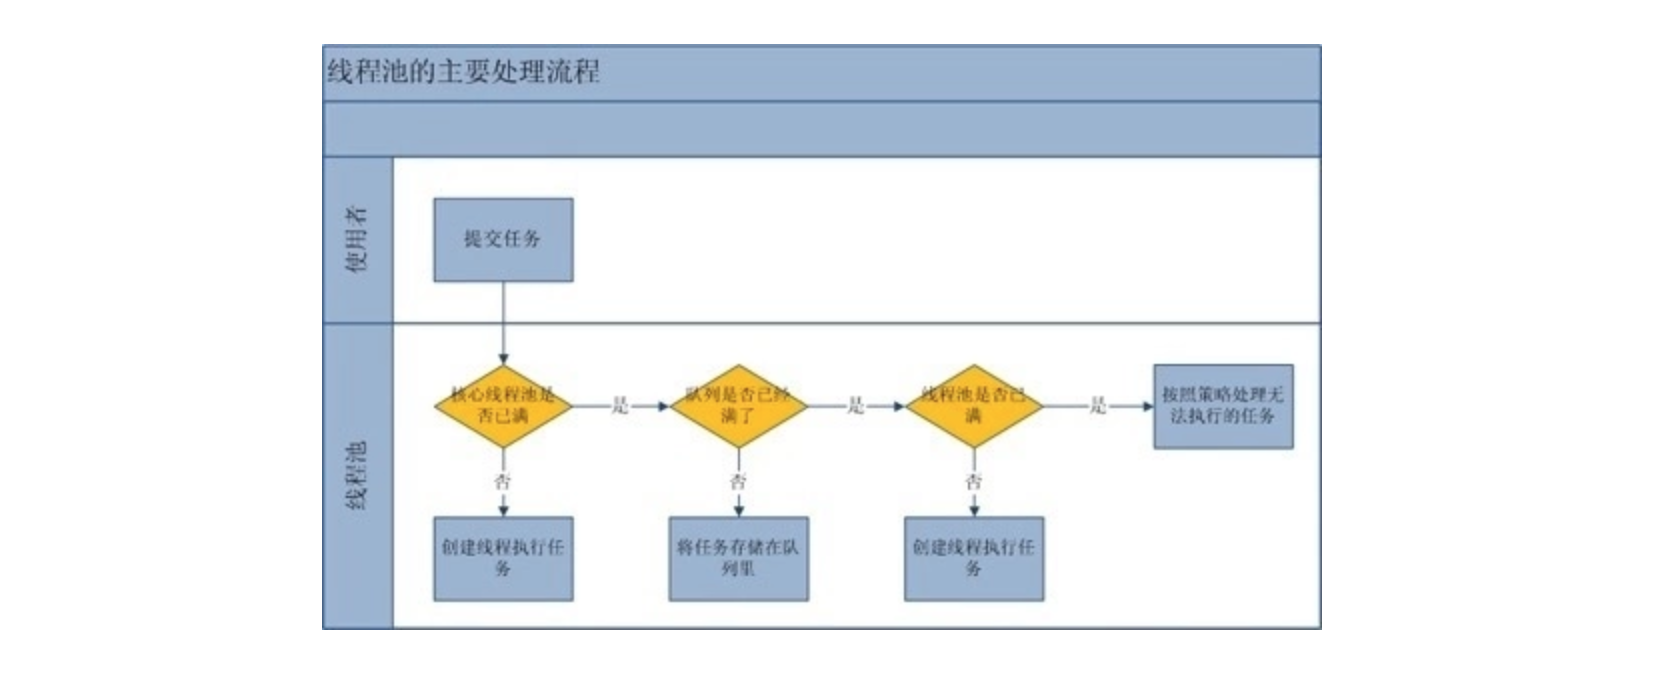 线程池的主要处理流程
使用者
提交任务
线程池
核心线程池是
否已满
是
队列是否已经
满了
是
线程池是否已
满
是
按照策略处理无
法执行的任务
否
否
否
创建线程执行任
务
将任务存储在队
列里
创建线程执行任
务